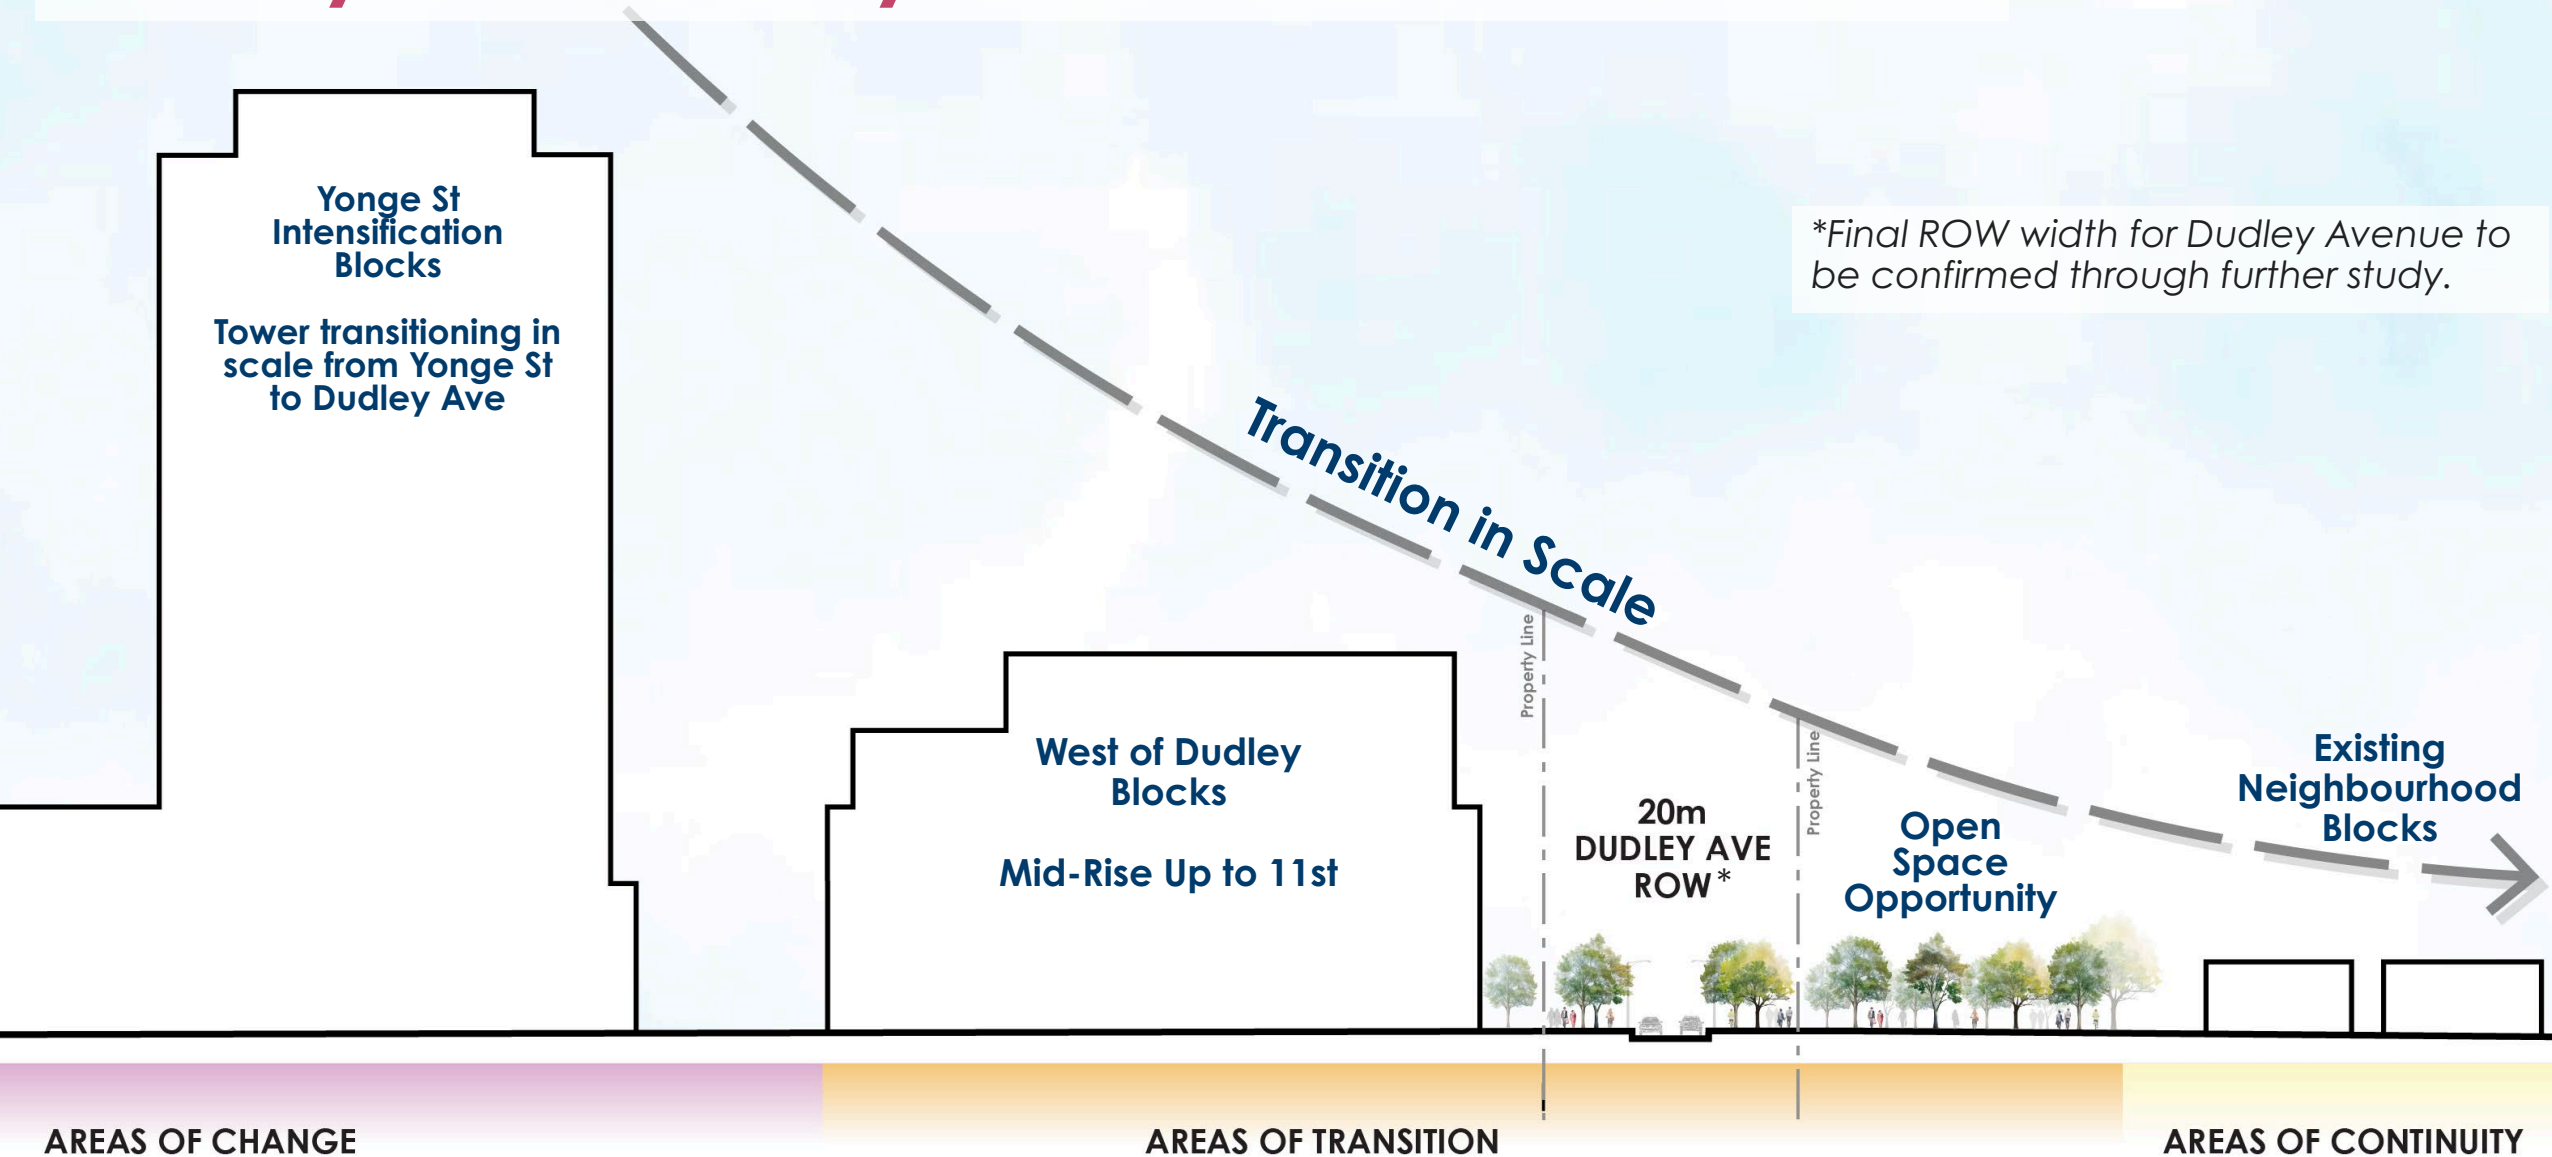 Yonge St
Intensification
Blocks
Tower transitioning in
scale from Yonge St
to Dudley Ave
*Final ROW width for Dudley Avenue to
be confirmed through further study.
Transition in Scale
West of Dudley
Blocks
Mid-Rise Up to 11st
Property Line
20m
DUDLEY AVE
ROW*
Property Line
Open
Space
Opportunity
Existing
Neighbourhood
Blocks
AREAS OF CHANGE
AREAS OF TRANSITION
AREAS OF CONTINUITY